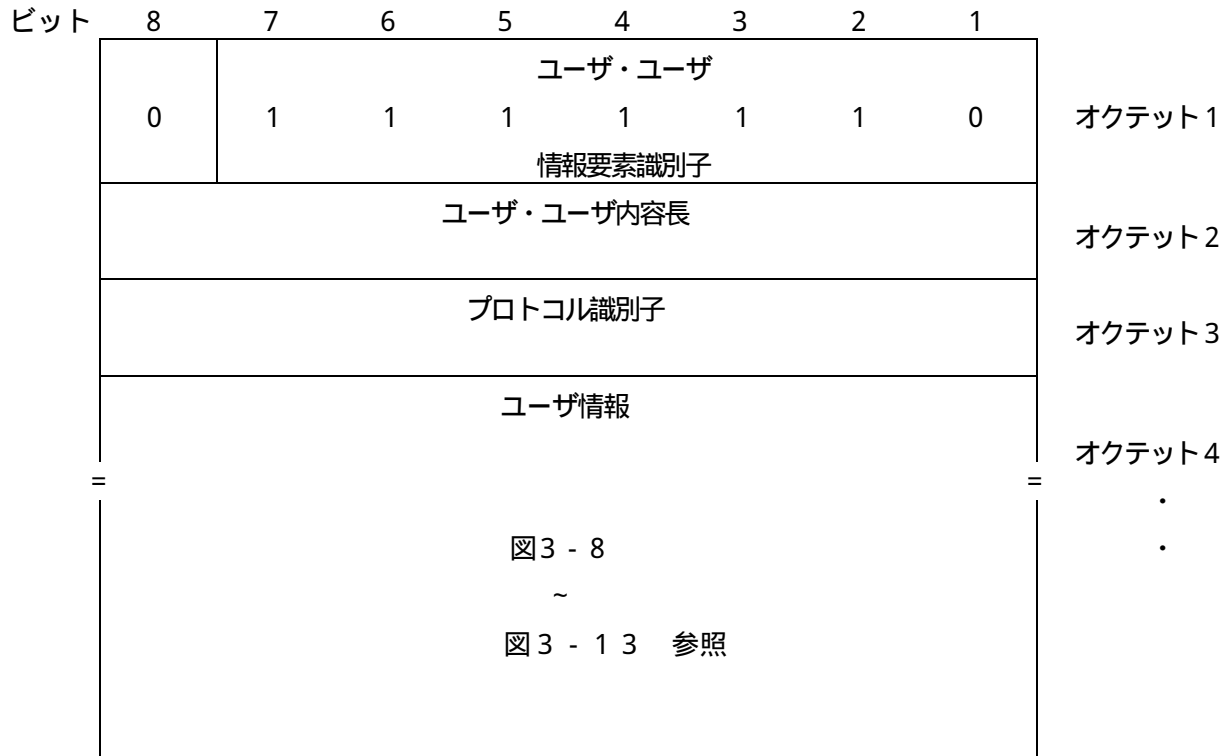 ビット 8 7 6 5 4 3 2 1
ユーザ・ユーザ
0 1 1 1 1 1 1 0 オクテット1
情報要素識別子
ユーザ・ユーザ内容長
オクテット2
プロトコル識別子
オクテット3
ユーザ情報
オクテット4
= =
・
図3-8 ・
~
図3-13 参照